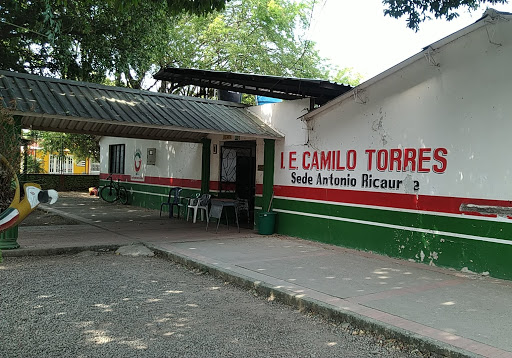 I.E. CAMILO TORRES
Sede Antonio Ricaurte